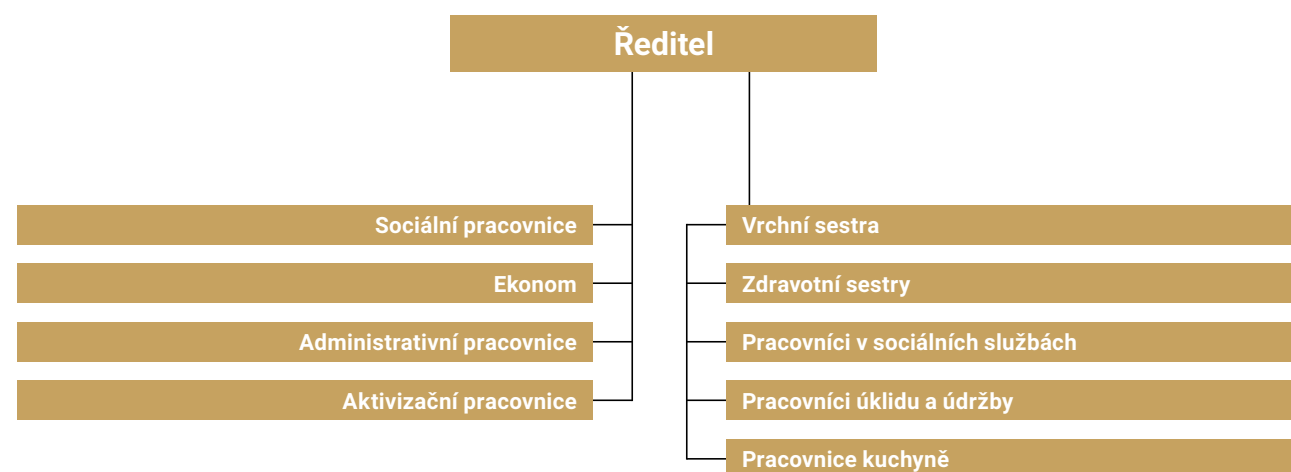 Ředitel
Sociální pracovnice
Ekonom
Administrativní pracovnice
Aktivizační pracovnice
Vrchní sestra
Zdravotní sestry
Pracovníci v sociálních službách
Pracovníci úklidu a údržby
Pracovnice kuchyně